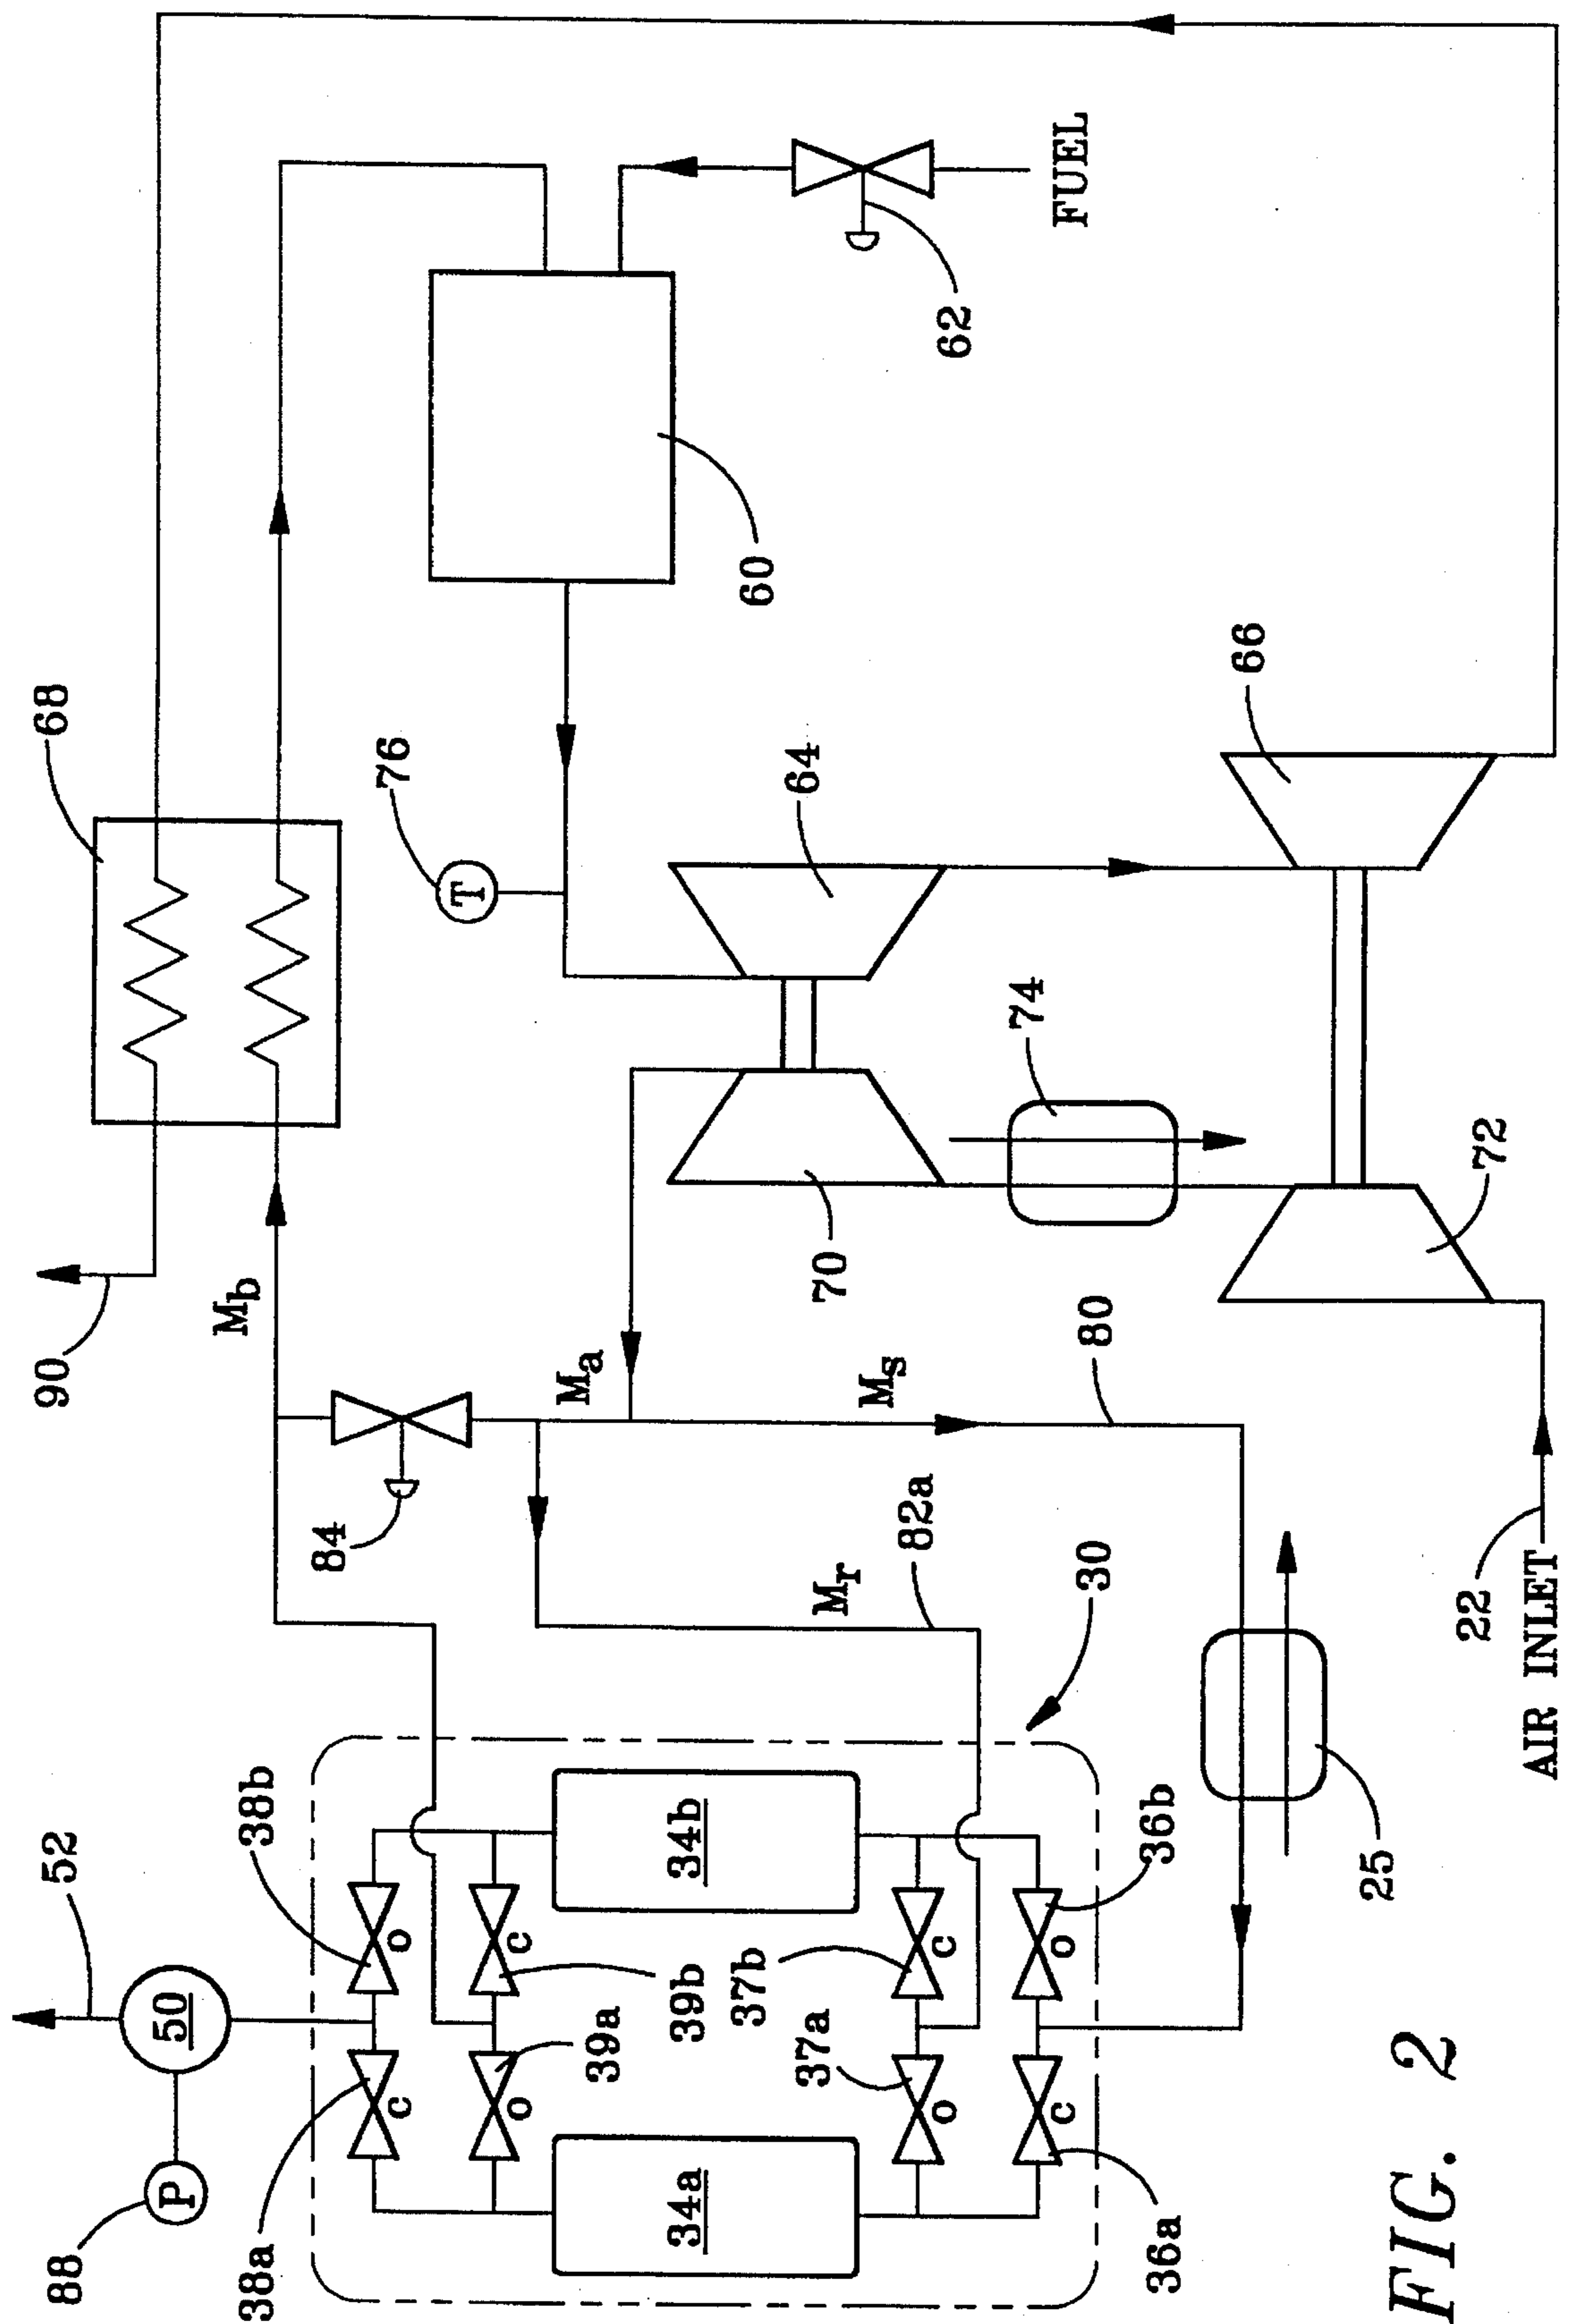 52
88
P
50
38a
38b
39a
39b
37a
37b
36a
36b
34a
34b
30
25
82a
Mr
84
Mb
90
68
Ma
Ms
80
22
AIR INLET
72
70
74
76
T
64
66
60
62
FUEL
o
c
c
o
c
o
o
c
FIG. 2